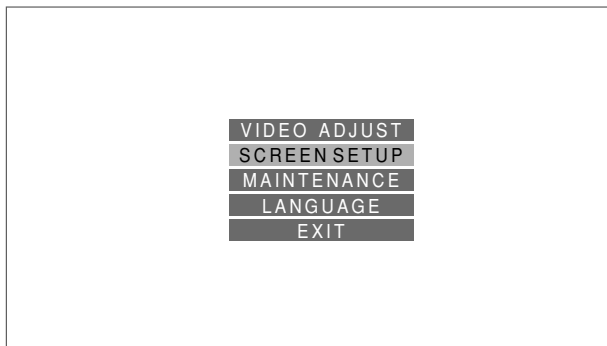 VIDEO ADJUST
SCREEN SETUP
MAINTENANCE
LANGUAGE
EXIT